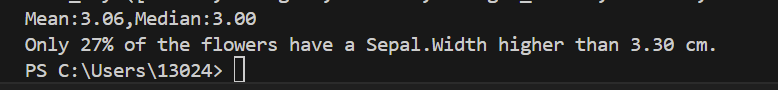 Mean:3.06,Median:3.00
Only 27% of the flowers have a Sepal.Width higher than 3.30 cm.
PS C:\Users\13024>